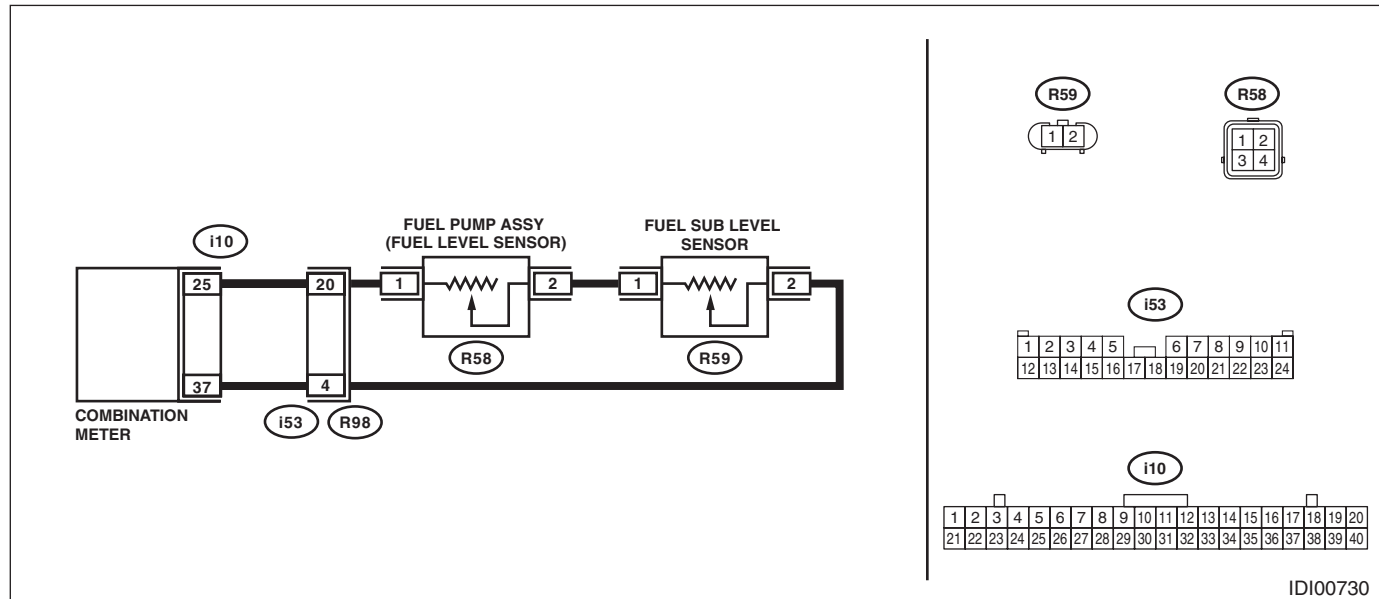 i10
25
20
37
4
COMBINATION
METER
i53
R98
FUEL PUMP ASSY
(FUEL LEVEL SENSOR)
1
2
R58
FUEL SUB LEVEL
SENSOR
1
2
R59
R59
1 2
R58
1 2
3 4
i53
1 2 3 4 5 6 7 8 9 10 11
12 13 14 15 16 17 18 19 20 21 22 23 24
i10
1 2 3 4 5 6 7 8 9 10 11 12 13 14 15 16 17 18 19 20
21 22 23 24 25 26 27 28 29 30 31 32 33 34 35 36 37 38 39 40
IDI00730